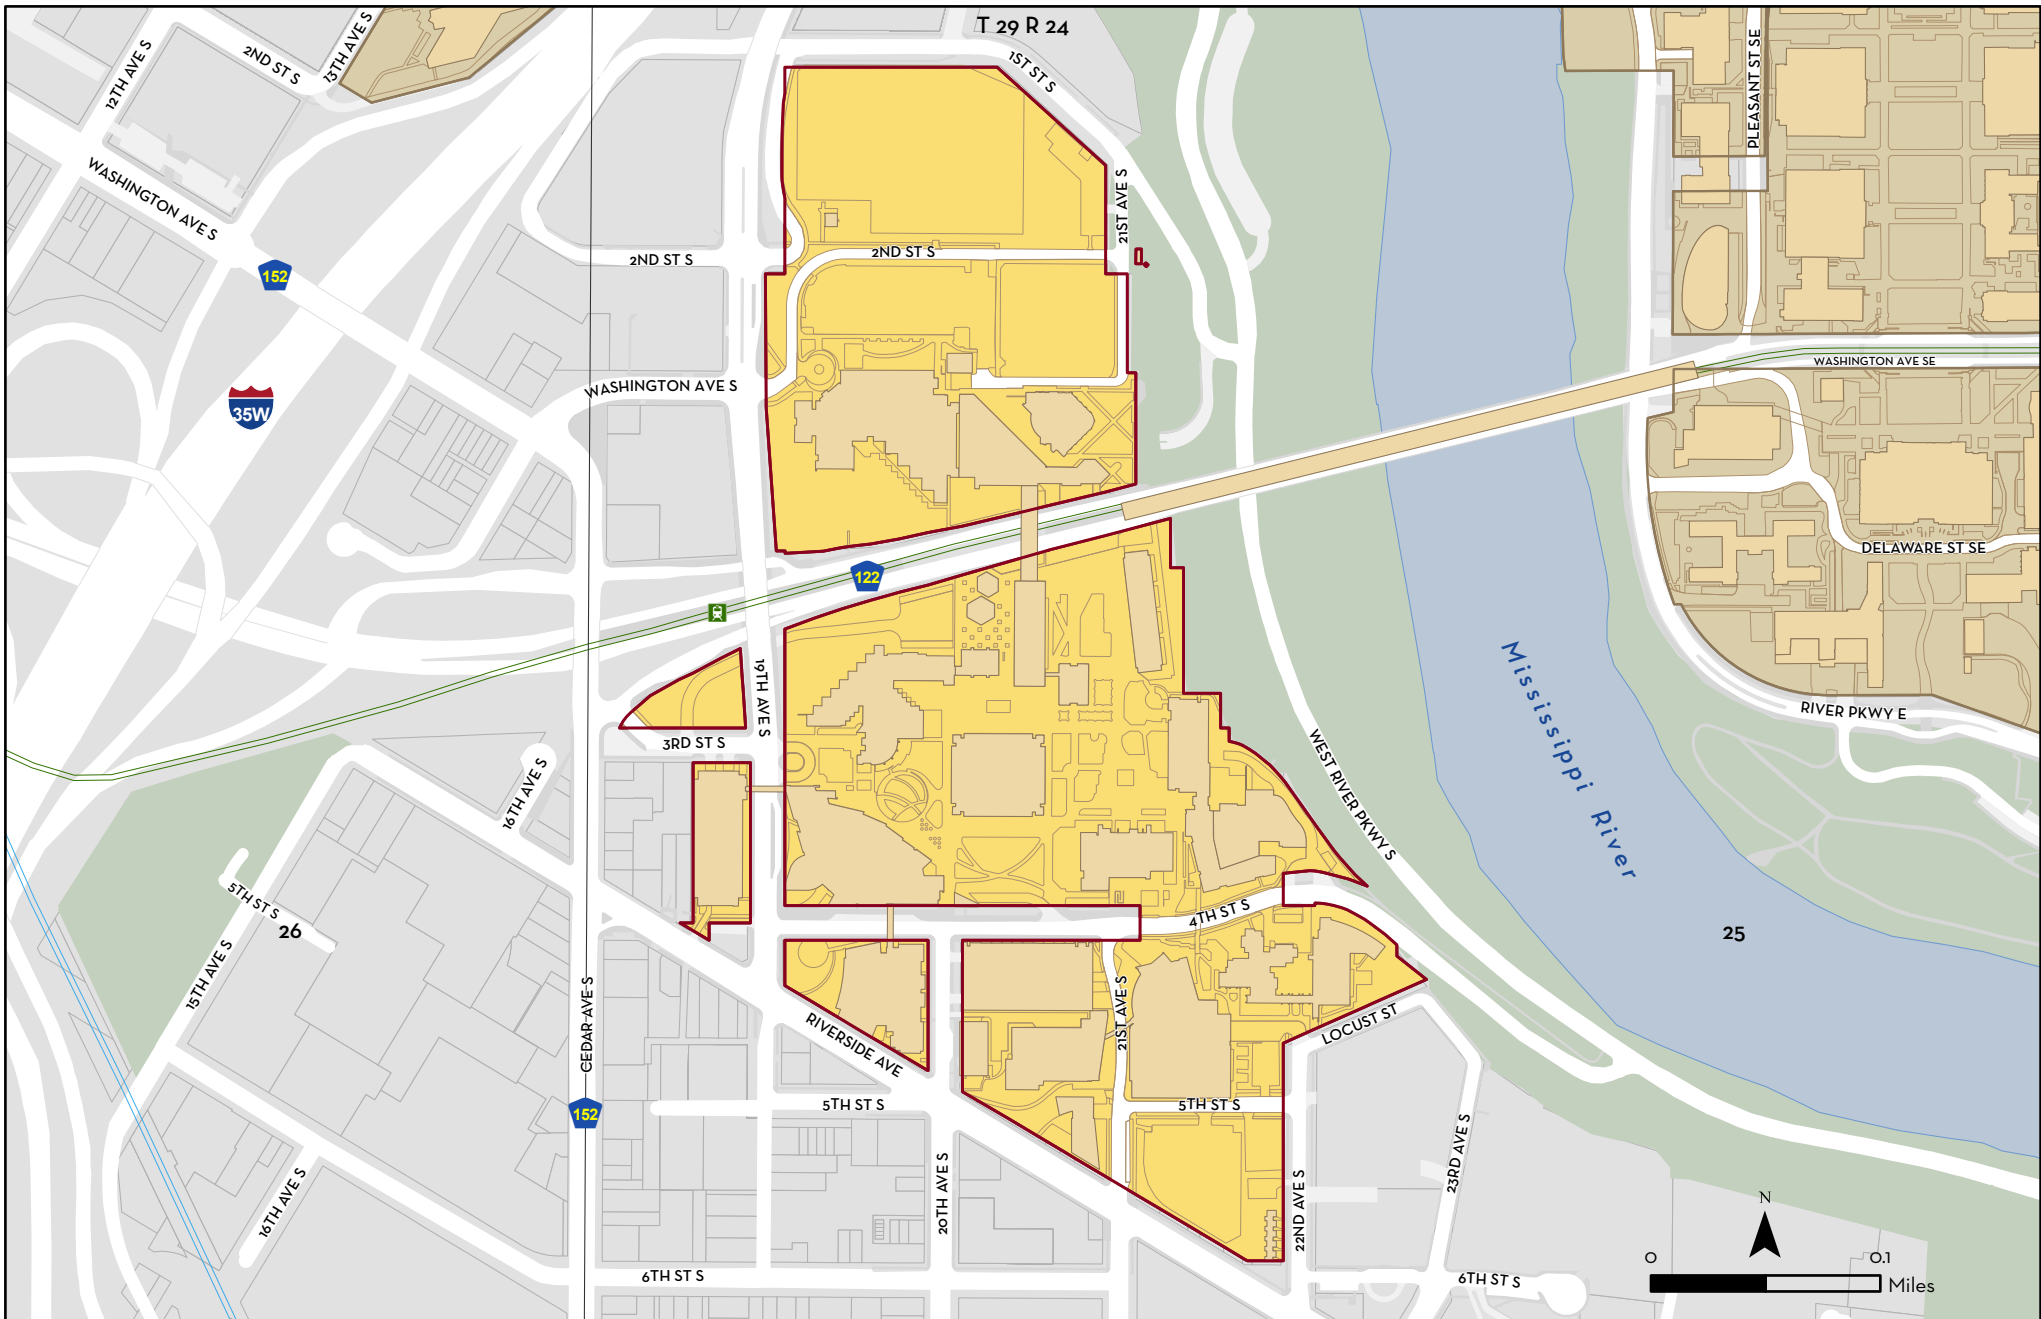 T 29 R 24
12TH AVE S
2ND ST S
13TH AVE S
1ST ST S
PLEASANT ST SE
WASHINGTON AVE S
152
21ST AVE S
2ND ST S
2ND ST S
35W
WASHINGTON AVE S
WASHINGTON AVE SE
DELAWARE ST SE
122
19TH AVE S
3RD ST S
Mississippi River
RIVER PKWY E
WEST RIVER PKWY S
16TH AVE S
5TH ST S
26
15TH AVE S
4TH ST S
25
CEDAR AVE S
21ST AVE S
RIVERSIDE AVE
LOCUST ST
152
5TH ST S
5TH ST S
23RD AVE S
16TH AVE S
20TH AVE S
22ND AVE S
N
6TH ST S
6TH ST S
0
0.1
Miles